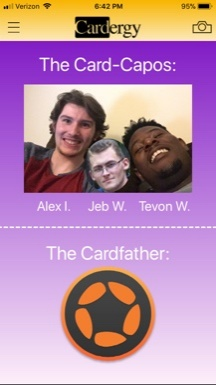 Verizon 6:42 PM 95%
Cardergy
The Card-Capos:
Alex I. Jeb W. Tevon W.
The Cardfather: